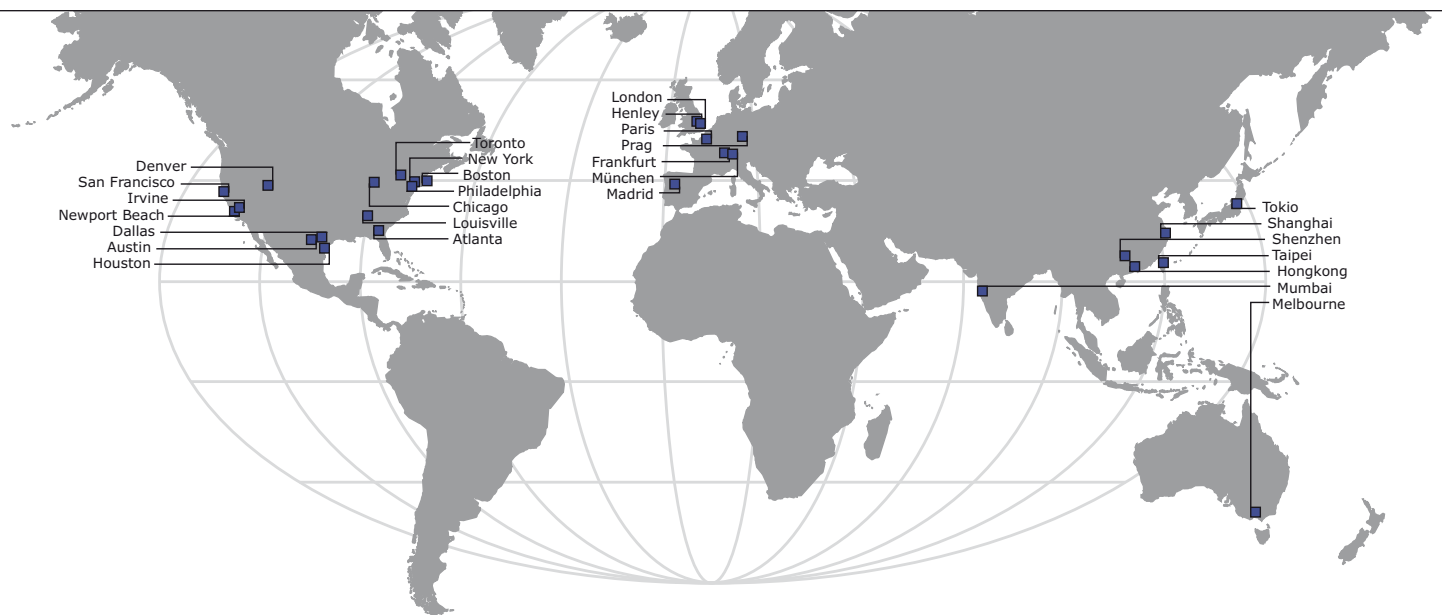 Denver
San Francisco
Irvine
Newport Beach
Dallas
Austin
Houston
Toronto
New York
Boston
Philadelphia
Chicago
Louisville
Atlanta
London
Henley
Paris
Prag
Frankfurt
München
Madrid
Tokio
Shanghai
Shenzhen
Taipei
Hongkong
Mumbai
Melbourne